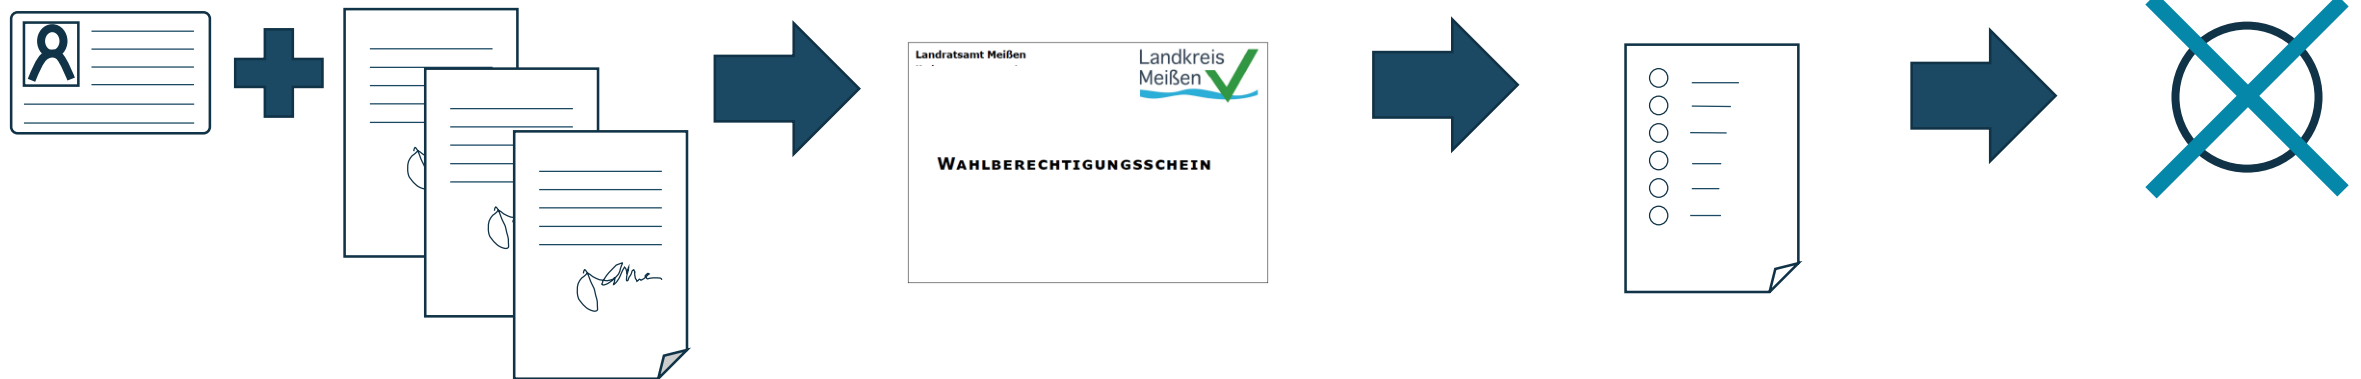 Landratsamt Meißen
Landkreis
Meißen
WAHLBERECHTIGUNGSSCHEIN